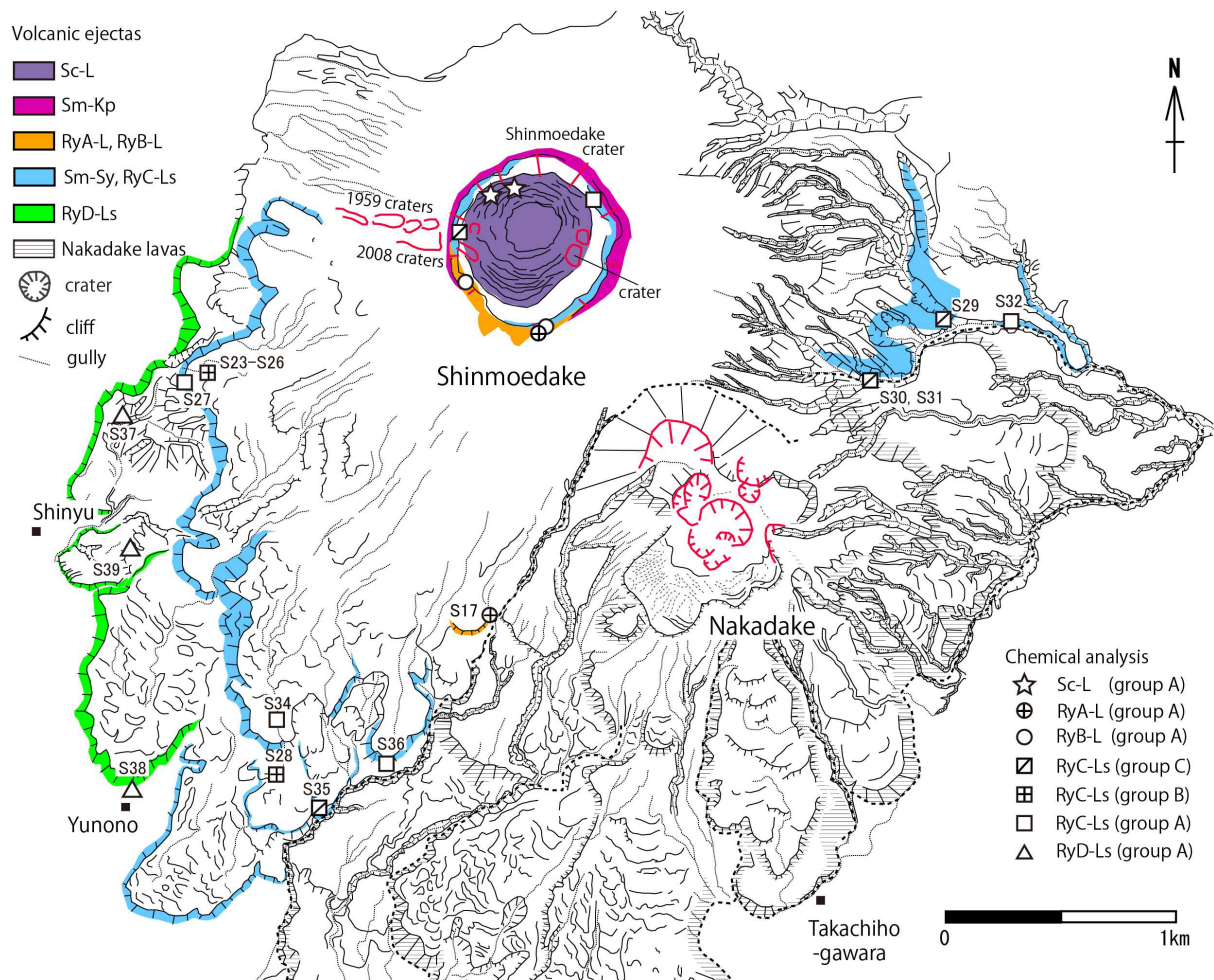 Volcanic ejectas
Sc-L
Sm-Kp
RyA-L, RyB-L
Sm-Sy, RyC-Ls
RyD-Ls
Nakadake lavas
crater
cliff
gully
N
Shinmoedake
crater
1959 craters
2008 craters
crater
Shinmoedake
S29
S32
S30, S31
S23–S26
S27
S37
Shinyu
S39
S17
Nakadake
S34
S28
S36
S35
S38
Yunono
Takachiho
-gawara
Chemical analysis
Sc-L (group A)
RyA-L (group A)
RyB-L (group A)
RyC-Ls (group C)
RyC-Ls (group B)
RyC-Ls (group A)
RyD-Ls (group A)
0
1km